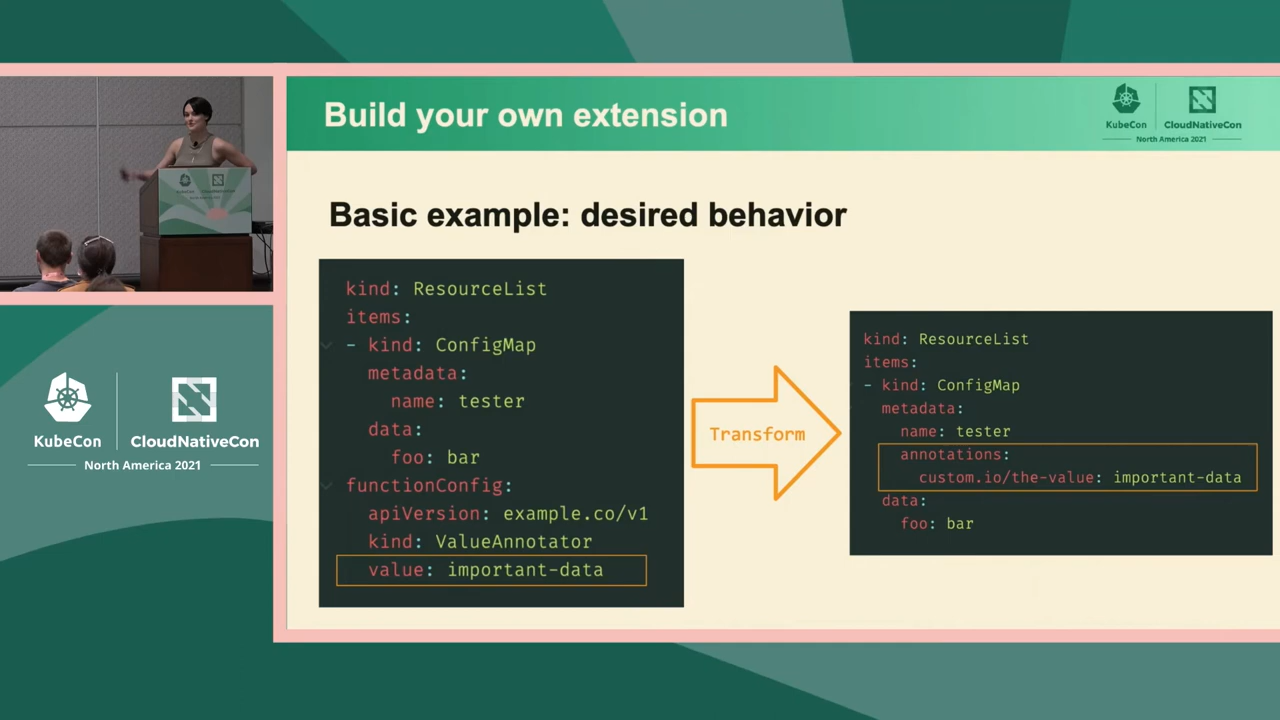 Build your own extension
KubeCon
CloudNativeCon
North America 2021
Basic example: desired behavior
kind: ResourceList
items:
- kind: ConfigMap
metadata:
name: tester
data:
foo: bar
functionConfig:
apiVersion: example.co/v1
kind: ValueAnnotator
value: important-data
Transform
kind: ResourceList
items:
- kind: ConfigMap
metadata:
name: tester
annotations:
custom.io/the-value: important-data
data:
foo: bar
KubeCon
CloudNativeCon
North America 2021